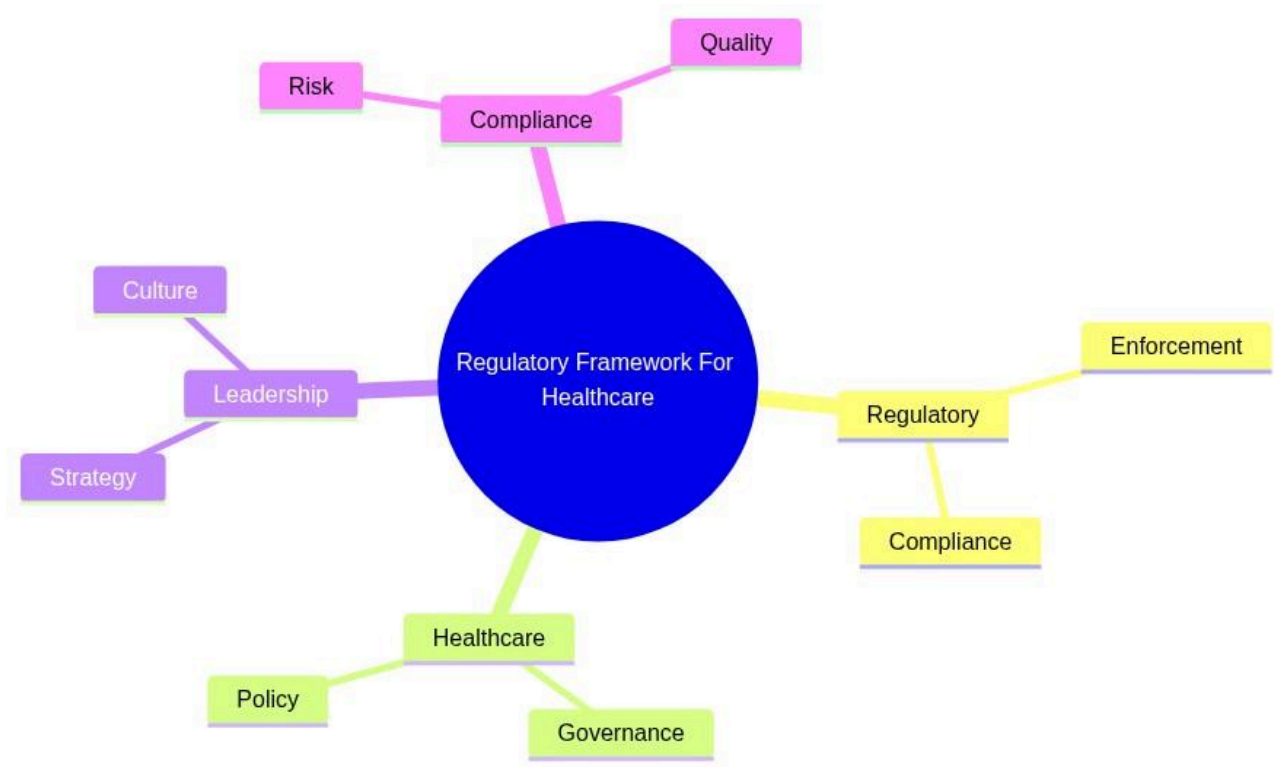 Quality
Risk
Compliance
Culture
Enforcement
Regulatory Framework For
Healthcare
Leadership
Regulatory
Strategy
Compliance
Healthcare
Policy
Governance